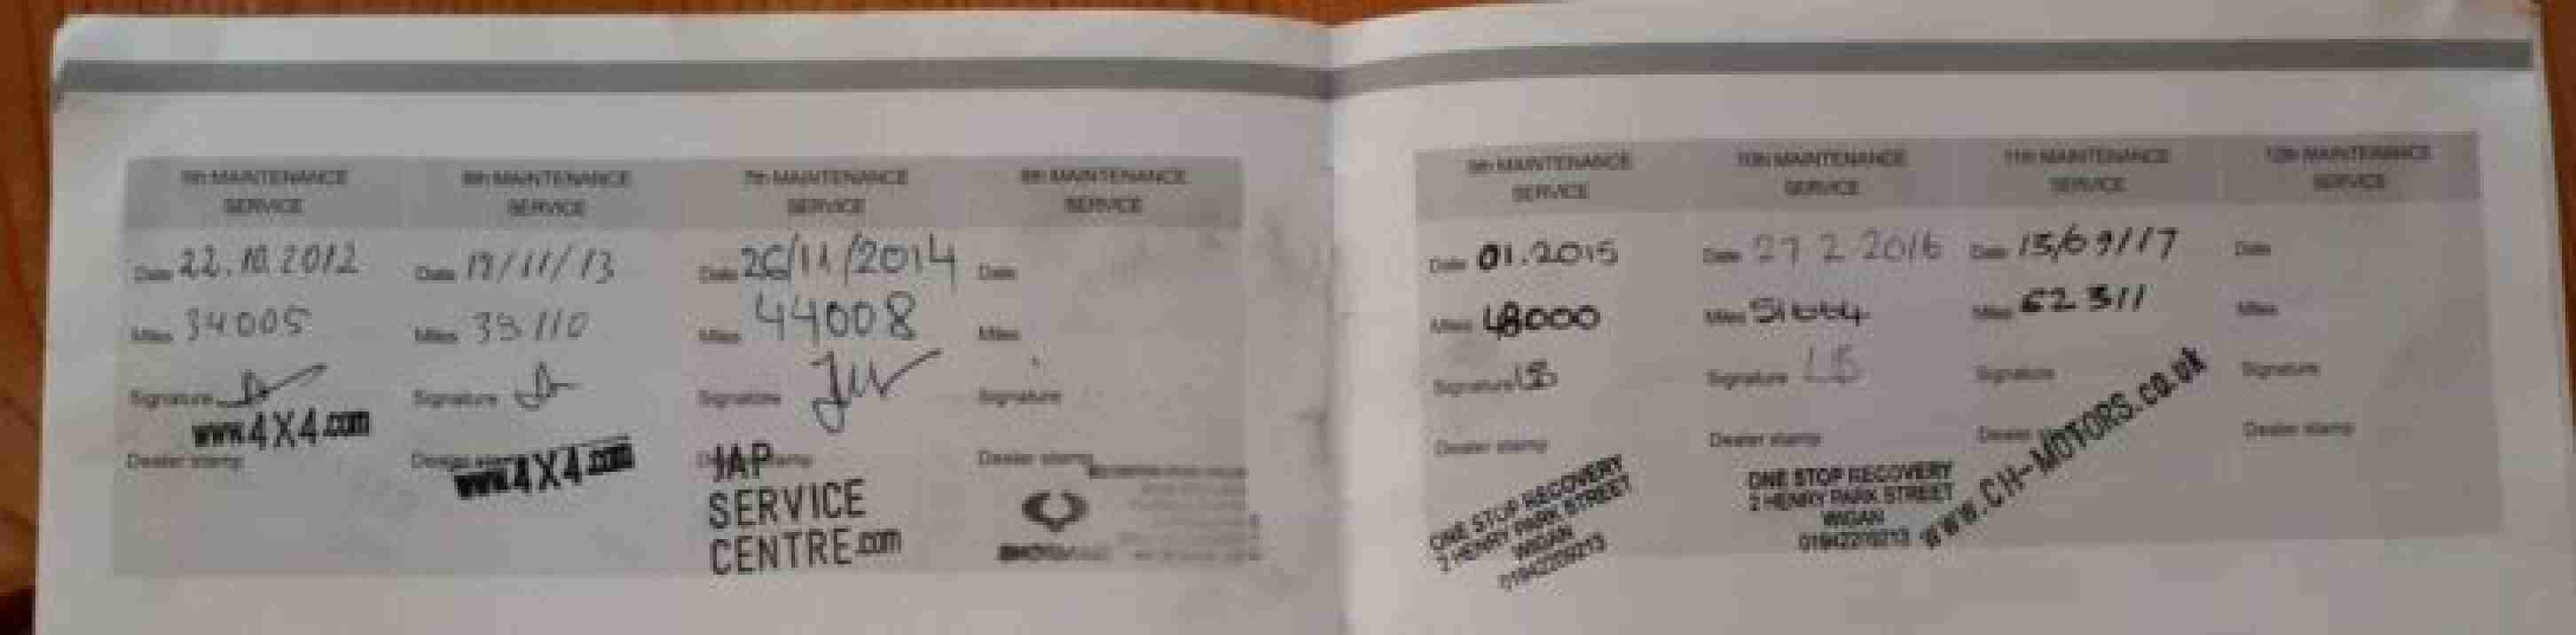 5th MAINTENANCE SERVICE
Date 22.10.2012
Miles 34005
Signature
www.4X4.com
Dealer stamp
6th MAINTENANCE SERVICE
Date 19/11/13
Miles 39110
Signature
Dealer stamp
www.4X4.com
7th MAINTENANCE SERVICE
Date 26/11/2014
Miles 44008
Signature
Dealer stamp
JAP
SERVICE
CENTRE.com
8th MAINTENANCE SERVICE
Date
Miles
Signature
Dealer stamp
9th MAINTENANCE SERVICE
Date 01.2015
Miles 48000
Signature LB
Dealer stamp
ONE STOP RECOVERY
2 HENRY PARK STREET
WIGAN
10th MAINTENANCE SERVICE
Date 27 2 2016
Miles
Signature LB
Dealer stamp
ONE STOP RECOVERY
2 HENRY PARK STREET
WIGAN
11th MAINTENANCE SERVICE
Date 15/09/17
Miles 62311
Signature
Dealer
www.CH-MOTORS.co.uk
12th MAINTENANCE SERVICE
Date
Miles
Signature
Dealer stamp